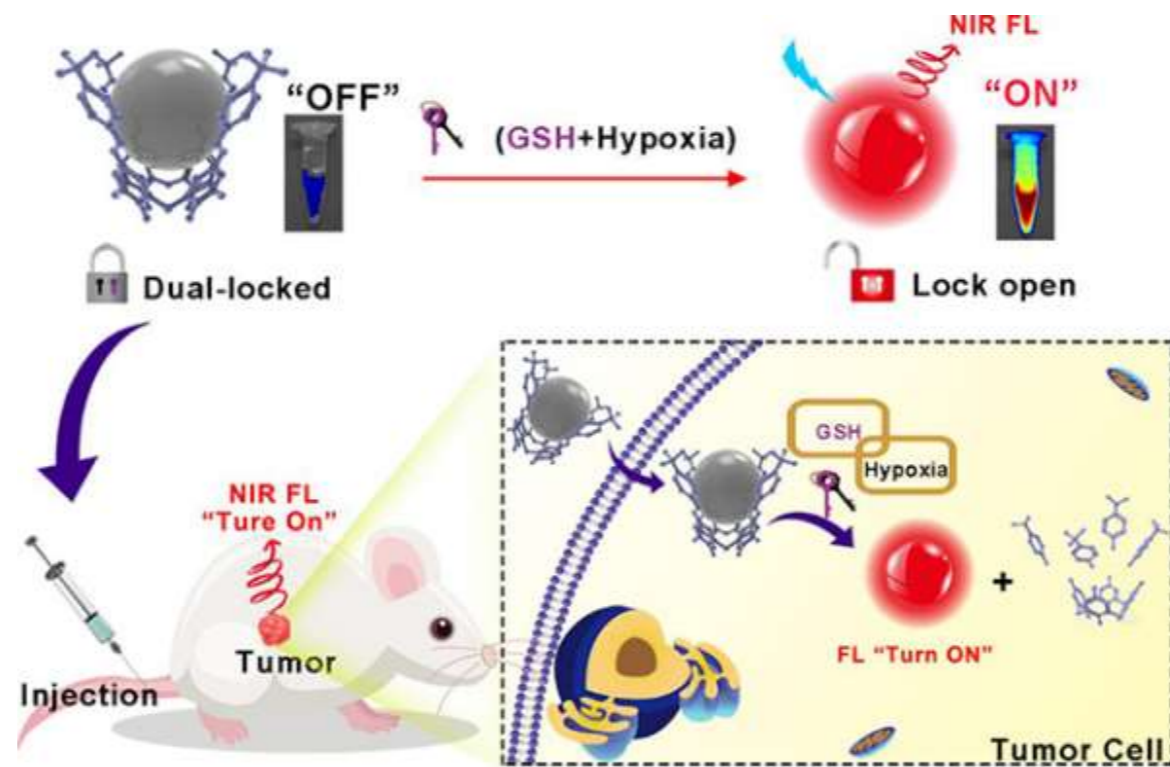 NIR FL
"OFF"
"ON"
(GSH+Hypoxia)
Dual-locked
Lock open
GSH
Hypoxia
NIR FL
"Ture On"
FL "Turn ON"
+
Tumor
Injection
Tumor Cell